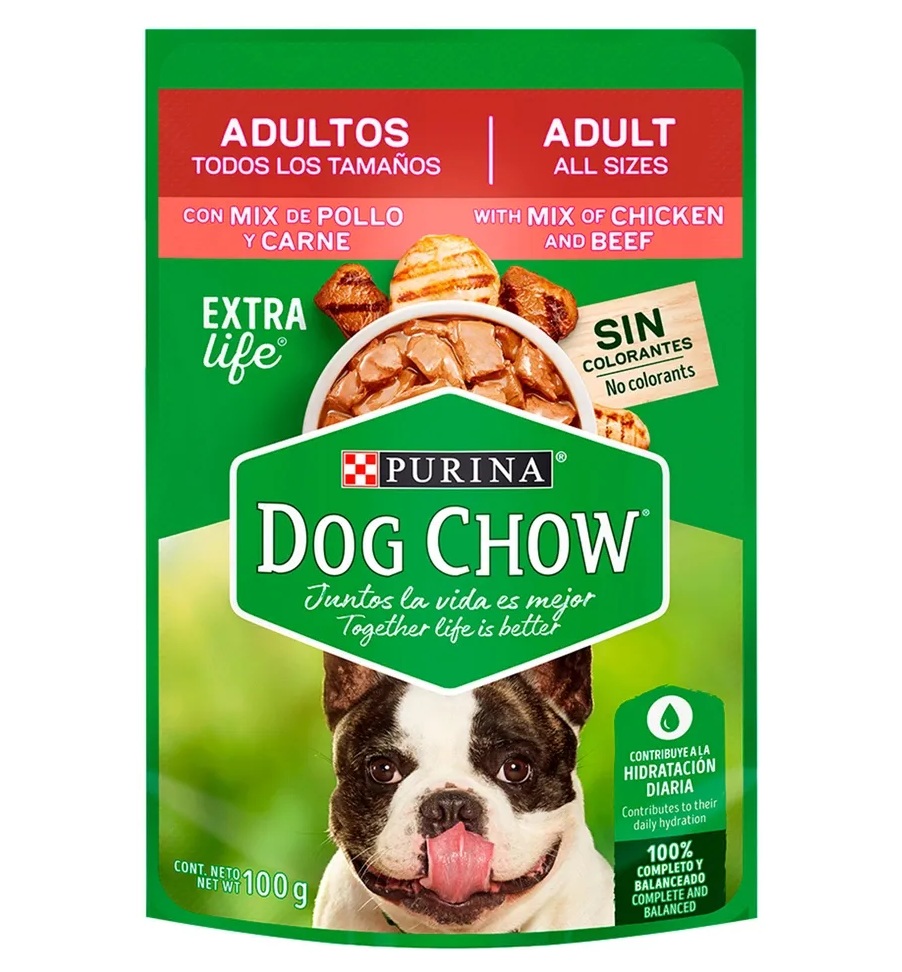 ADULTOS
TODOS LOS TAMAÑOS
ADULT
ALL SIZES
CON MIX DE POLLO
Y CARNE
WITH MIX OF CHICKEN
AND BEEF
EXTRA
life®
SIN
COLORANTES
No colorants
PURINA®
DOG CHOW®
Juntos la vida es mejor
Together life is better
CONTRIBUYE A LA
HIDRATACIÓN
DIARIA
Contributes to their
daily hydration
100%
COMPLETO Y
BALANCEADO
COMPLETE AND
BALANCED
CONT. NETO
NET WT 100 g